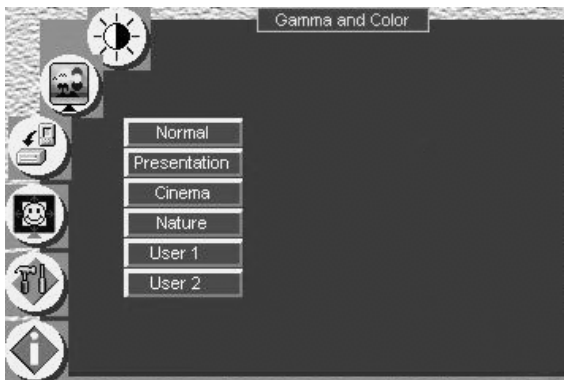 Gamma and Color
Normal
Presentation
Cinema
Nature
User 1
User 2